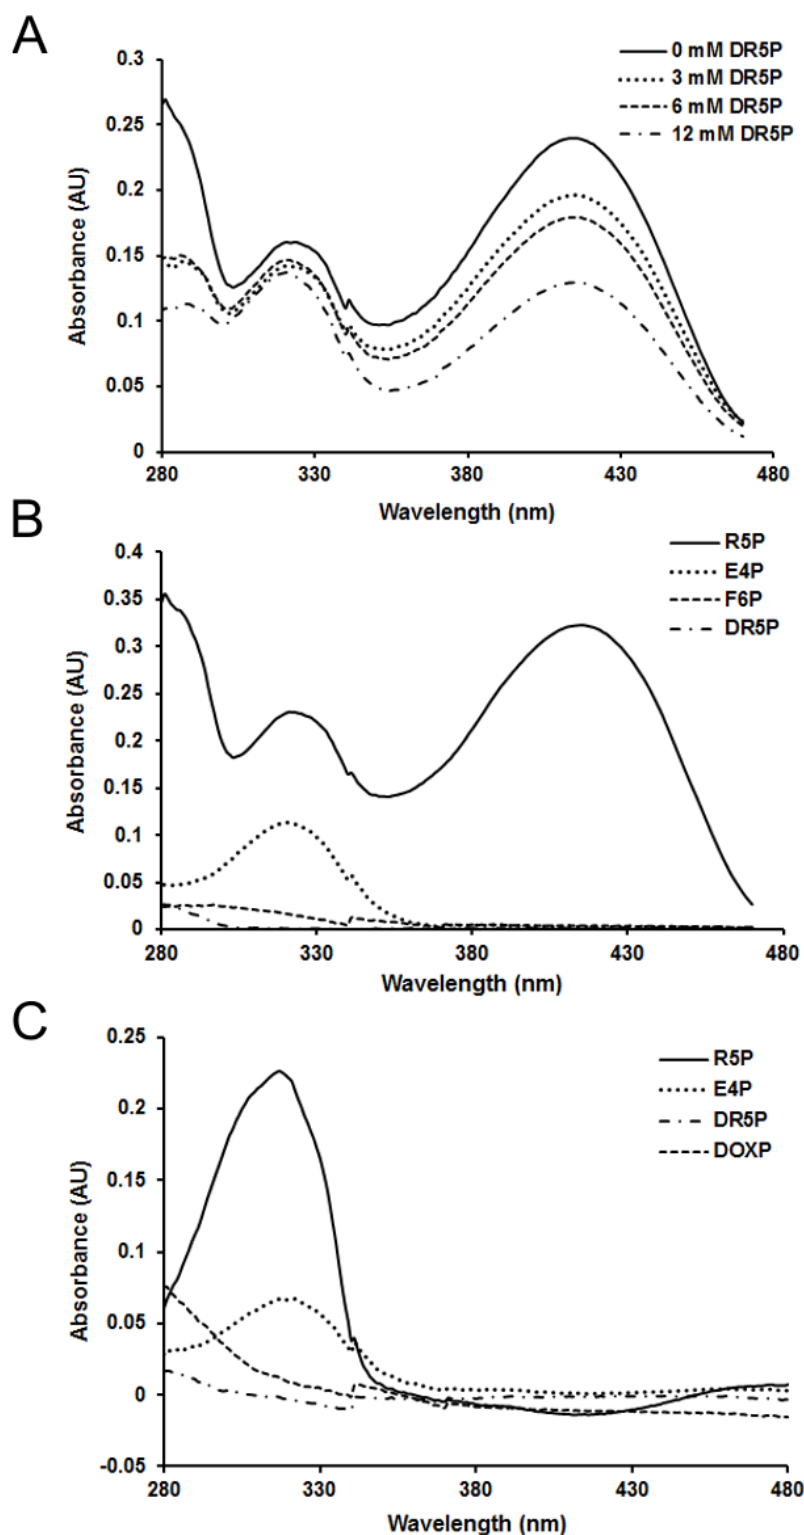 A
0 mM DR5P
3 mM DR5P
6 mM DR5P
12 mM DR5P
0.3
0.25
0.2
0.15
0.1
0.05
0
Absorbance (AU)
280
330
380
430
480
Wavelength (nm)
B
R5P
E4P
F6P
DR5P
0.4
0.35
0.3
0.25
0.2
0.15
0.1
0.05
0
Absorbance (AU)
280
330
380
430
480
Wavelength (nm)
C
R5P
E4P
DR5P
DOXP
0.25
0.2
0.15
0.1
0.05
0
-0.05
Absorbance (AU)
280
330
380
430
480
Wavelength (nm)